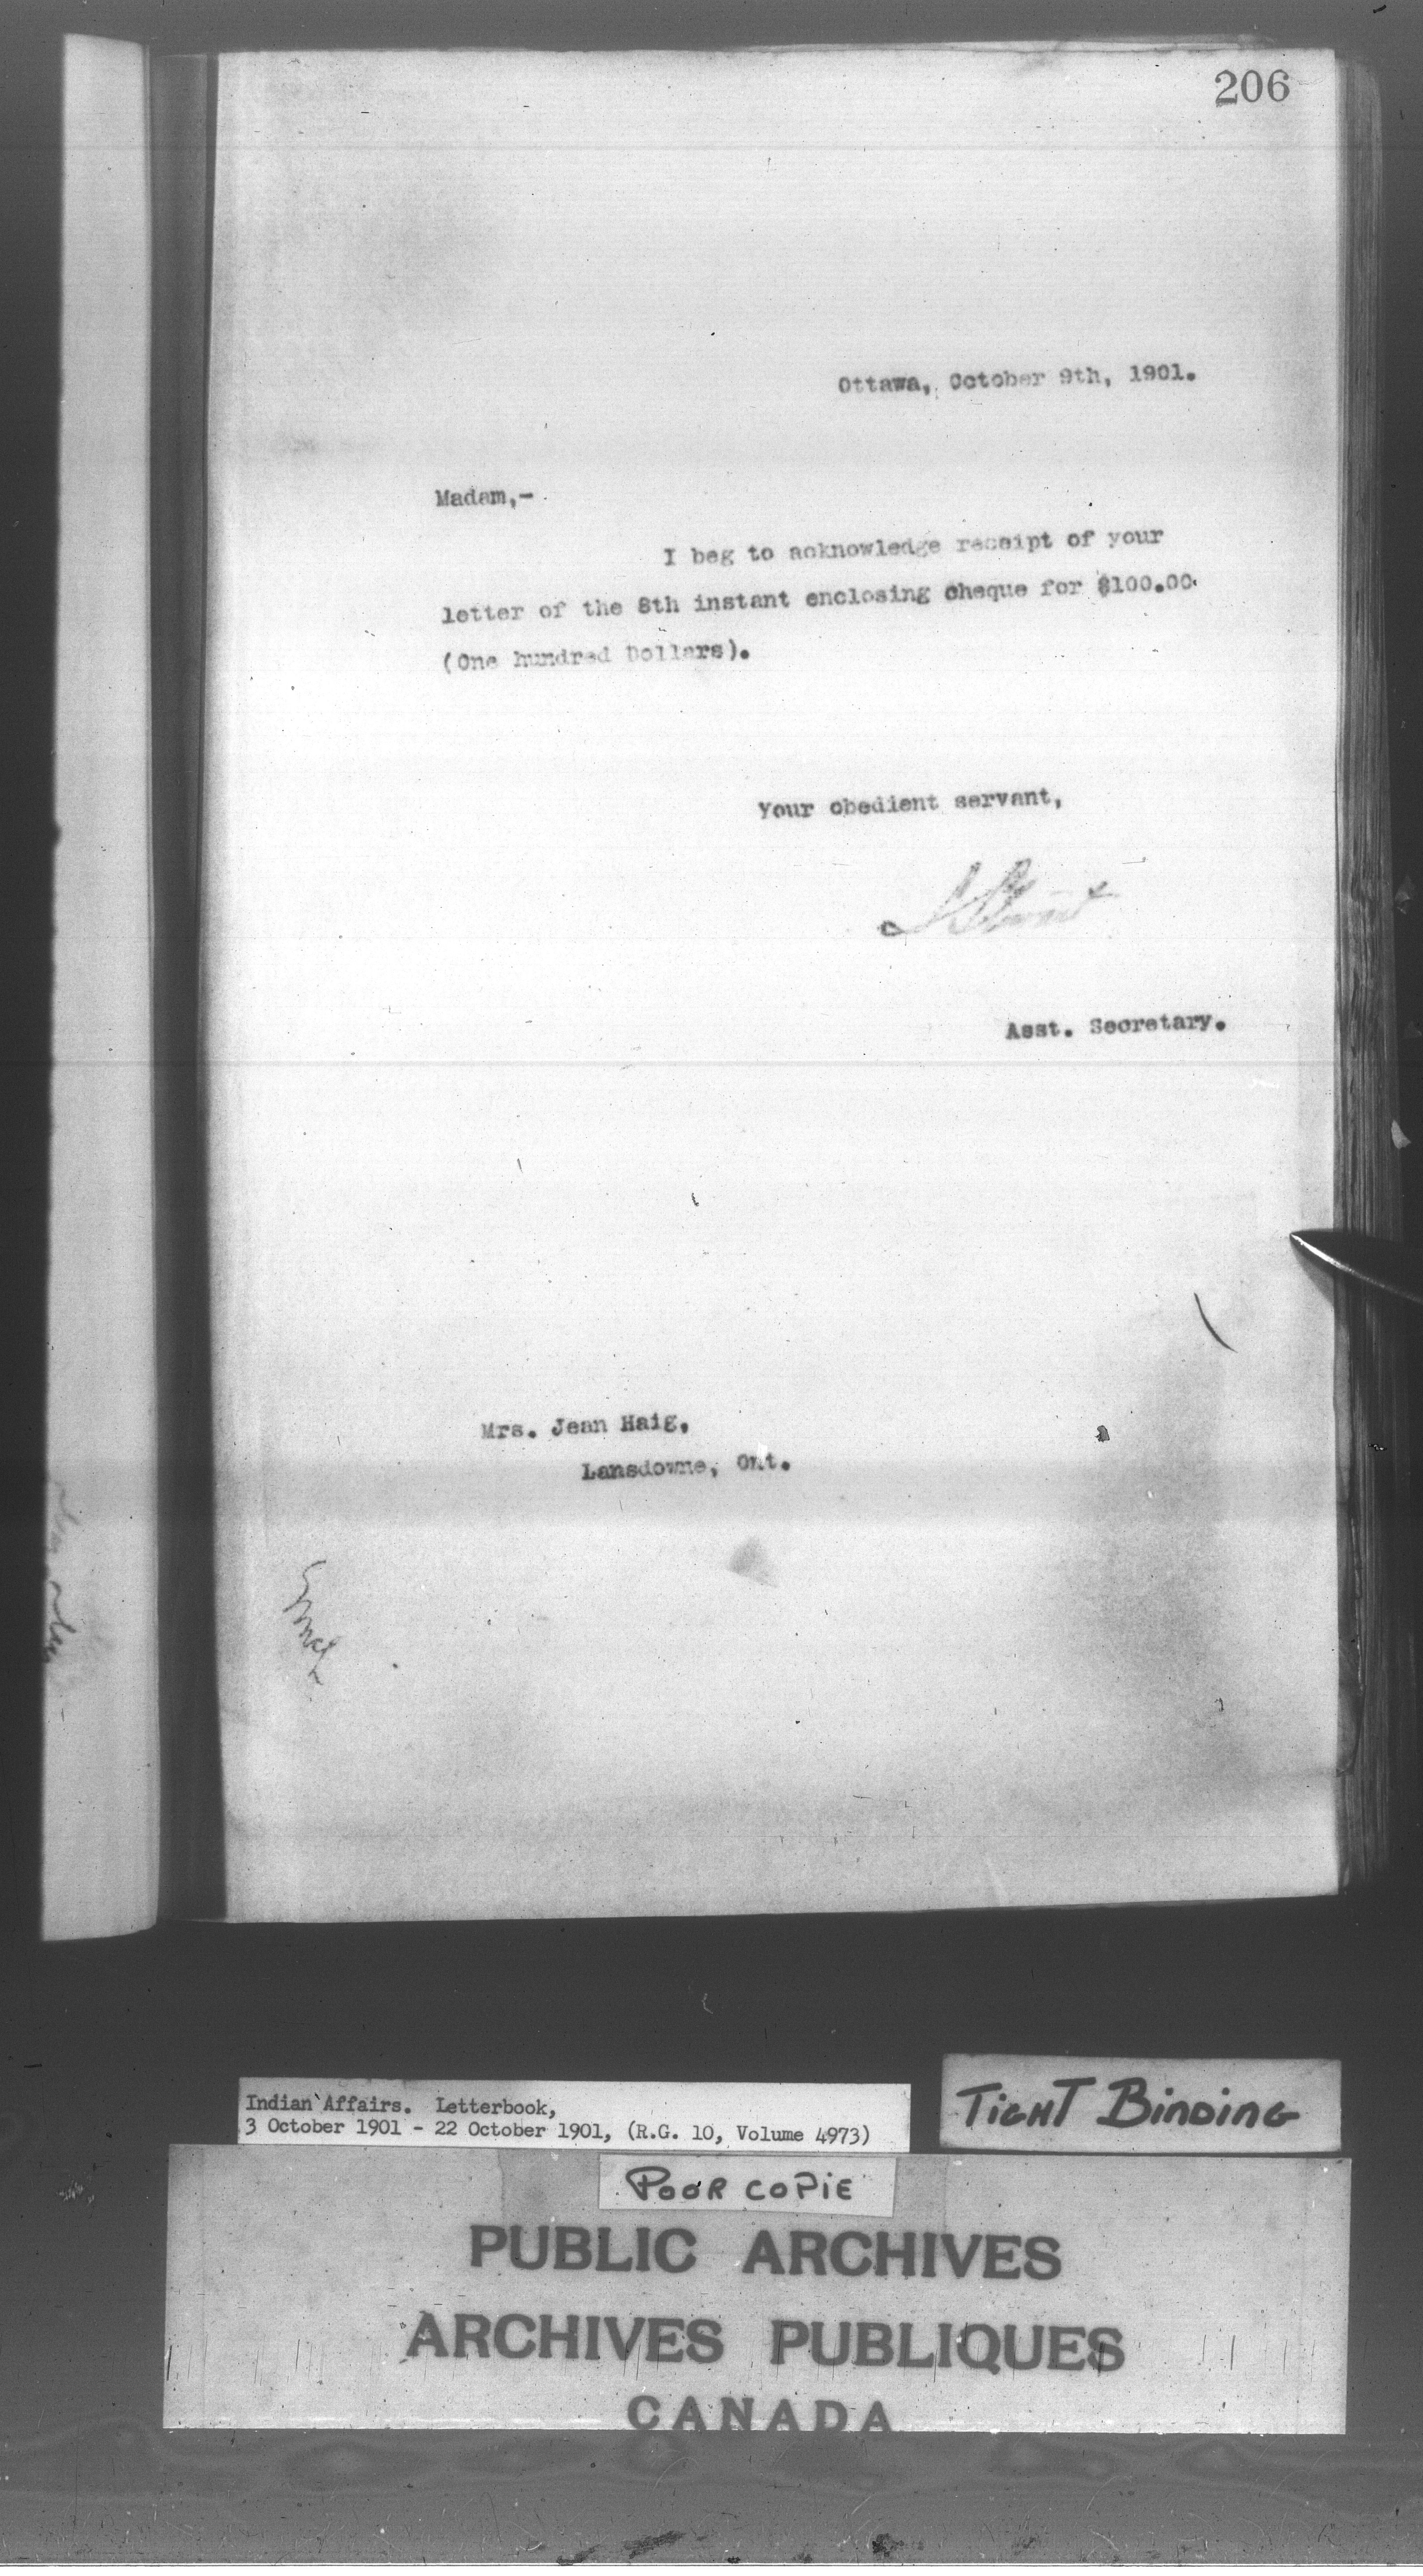 206
Ottawa, October 9th, 1901.
Madam,-
I beg to acknowledge receipt of your
letter of the 8th instant enclosing cheque for $100.00
(One hundred Dollars).
Your obedient servant,
Asst. Secretary.
Mrs. Jean Haig,
Lansdowne, Ont.
Indian Affairs. Letterbook,
3 October 1901 - 22 October 1901, (R.G. 10, Volume 4973)
TIGHT BINDING
POOR COPIE
PUBLIC ARCHIVES
ARCHIVES PUBLIQUES
CANADA